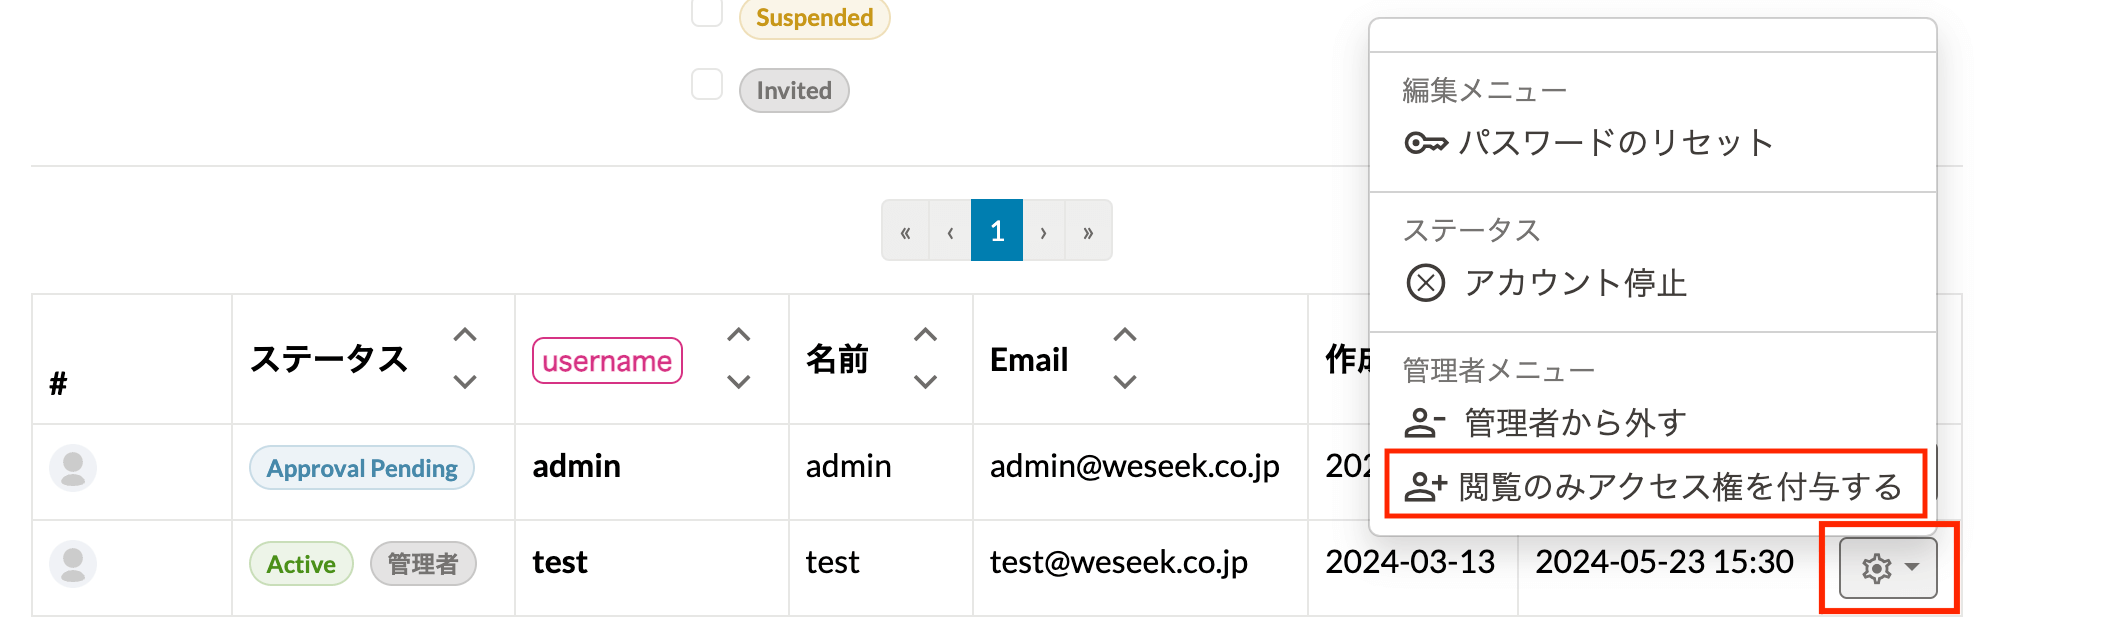 Suspended
Invited
« ‹ 1 › »
編集メニュー
パスワードのリセット
ステータス
アカウント停止
管理者メニュー
管理者から外す
閲覧のみアクセス権を付与する
# ステータス username 名前 Email 作成
Approval Pending admin admin admin@weseek.co.jp 202
Active 管理者 test test test@weseek.co.jp 2024-03-13 2024-05-23 15:30